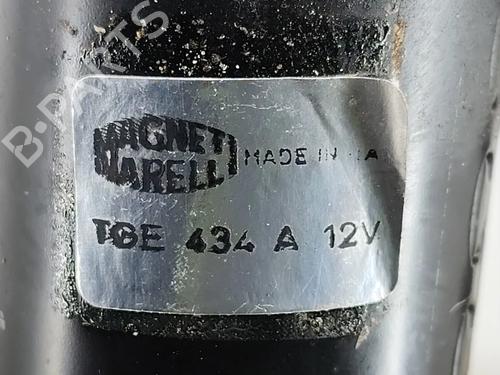 B-PARTS
MAGNETI MADE IN
MARELLI
TGE 434 A 12V